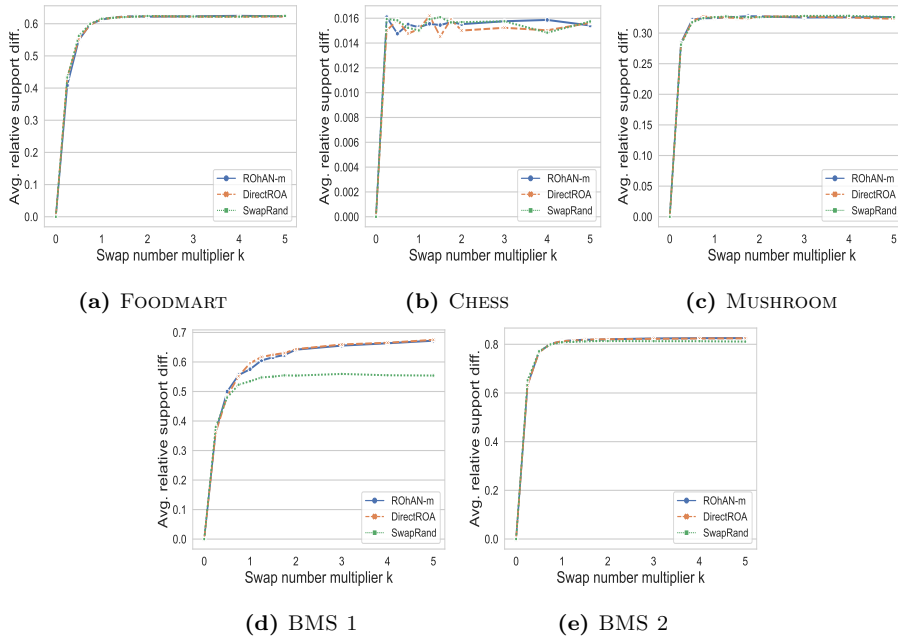 Avg. relative support diff.
0.6
0.5
0.4
0.3
0.2
0.1
0.0
ROhAN-m
DirectROA
SwapRand
0 1 2 3 4 5
Swap number multiplier k
(a) FOODMART
Avg. relative support diff.
0.016
0.014
0.012
0.010
0.008
0.006
0.004
0.002
0.000
ROhAN-m
DirectROA
SwapRand
0 1 2 3 4 5
Swap number multiplier k
(b) CHESS
Avg. relative support diff.
0.30
0.25
0.20
0.15
0.10
0.05
0.00
ROhAN-m
DirectROA
SwapRand
0 1 2 3 4 5
Swap number multiplier k
(c) MUSHROOM
Avg. relative support diff.
0.7
0.6
0.5
0.4
0.3
0.2
0.1
0.0
ROhAN-m
DirectROA
SwapRand
0 1 2 3 4 5
Swap number multiplier k
(d) BMS 1
Avg. relative support diff.
0.8
0.6
0.4
0.2
0.0
ROhAN-m
DirectROA
SwapRand
0 1 2 3 4 5
Swap number multiplier k
(e) BMS 2